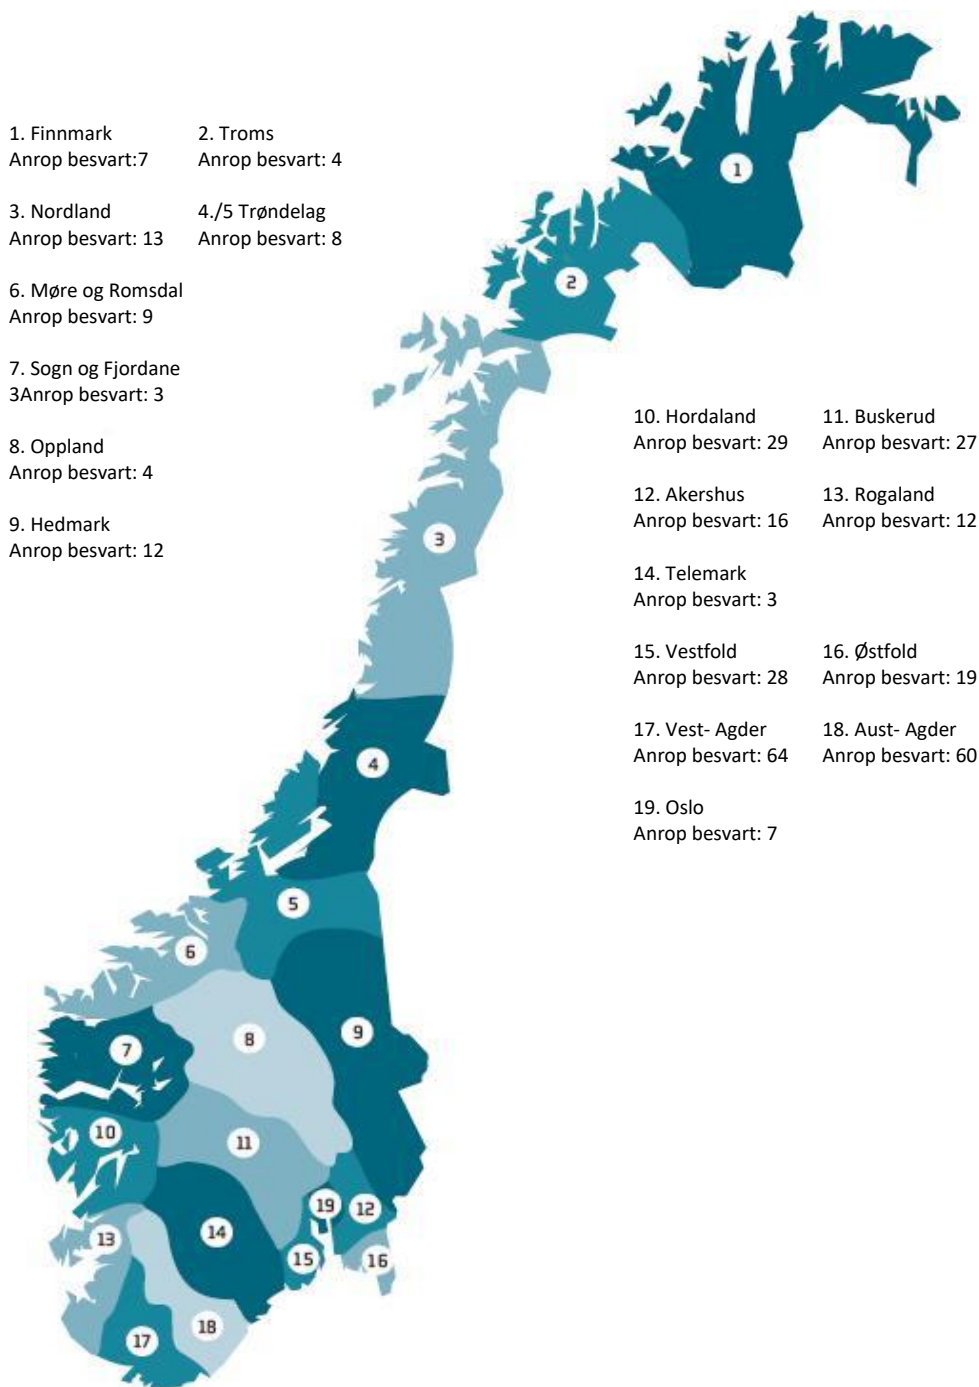 1. Finnmark 2. Troms
Anrop besvart:7 Anrop besvart: 4
3. Nordland 4./5 Trøndelag
Anrop besvart: 13 Anrop besvart: 8
6. Møre og Romsdal
Anrop besvart: 9
7. Sogn og Fjordane
3Anrop besvart: 3
8. Oppland
Anrop besvart: 4
9. Hedmark
Anrop besvart: 12
10. Hordaland 11. Buskerud
Anrop besvart: 29 Anrop besvart: 27
12. Akershus 13. Rogaland
Anrop besvart: 16 Anrop besvart: 12
14. Telemark
Anrop besvart: 3
15. Vestfold 16. Østfold
Anrop besvart: 28 Anrop besvart: 19
17. Vest- Agder 18. Aust- Agder
Anrop besvart: 64 Anrop besvart: 60
19. Oslo
Anrop besvart: 7
1
2
3
4
5
6
9
8
7
10
11
19
12
14
13
15
16
18
17